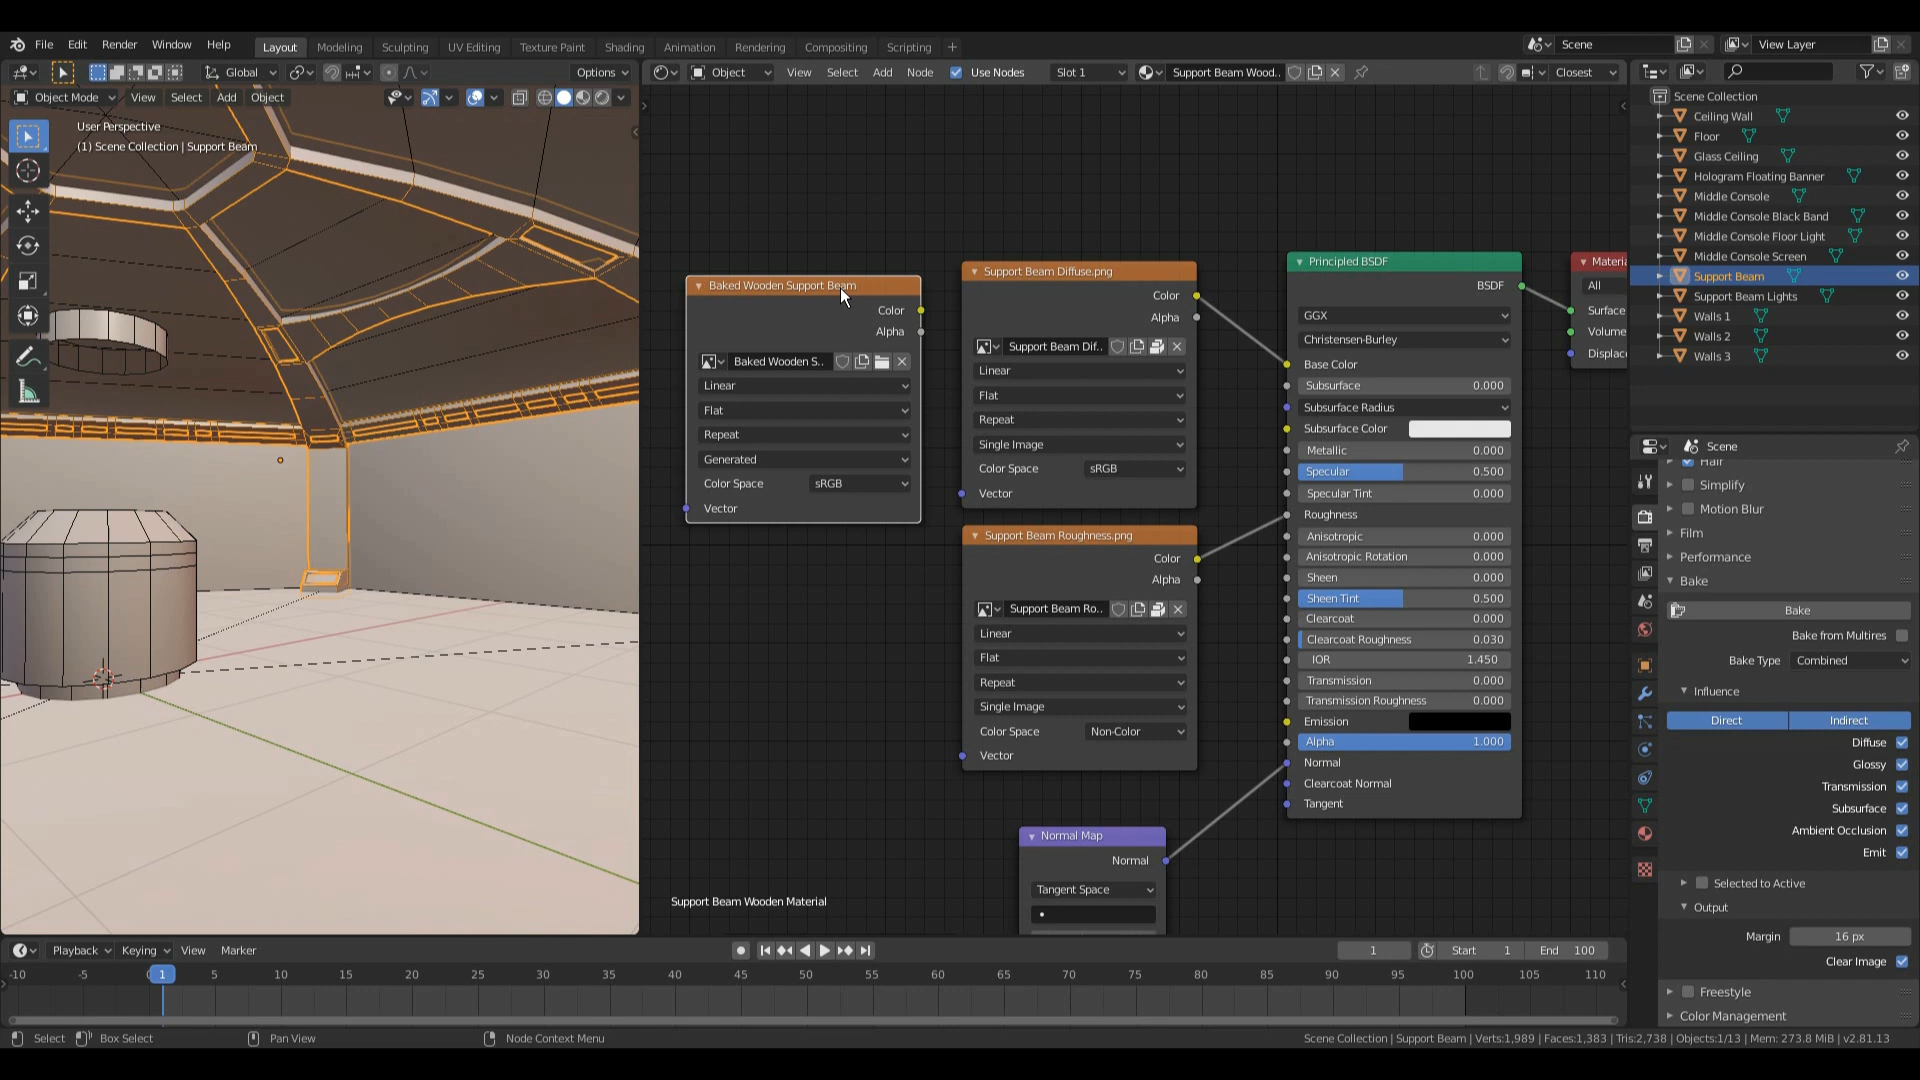 File Edit Render Window Help Layout Modeling Sculpting UV Editing Texture Paint Shading Animation Rendering Compositing Scripting + Scene View Layer
Global Options Object View Select Add Node Use Nodes Slot 1 Support Beam Wood.. Closest
Object Mode View Select Add Object
User Perspective
(1) Scene Collection | Support Beam
Baked Wooden Support Beam
Color
Alpha
Baked Wooden S..
Linear
Flat
Repeat
Generated
Color Space sRGB
Vector
Support Beam Diffuse.png
Color
Alpha
Support Beam Dif..
Linear
Flat
Repeat
Single Image
Color Space sRGB
Vector
Support Beam Roughness.png
Color
Alpha
Support Beam Ro..
Linear
Flat
Repeat
Single Image
Color Space Non-Color
Vector
Normal Map
Normal
Tangent Space
Support Beam Wooden Material
Principled BSDF
BSDF
GGX
Christensen-Burley
Base Color
Subsurface 0.000
Subsurface Radius
Subsurface Color
Metallic 0.000
Specular 0.500
Specular Tint 0.000
Roughness
Anisotropic 0.000
Anisotropic Rotation 0.000
Sheen 0.000
Sheen Tint 0.500
Clearcoat 0.000
Clearcoat Roughness 0.030
IOR 1.450
Transmission 0.000
Transmission Roughness 0.000
Emission
Alpha 1.000
Normal
Clearcoat Normal
Tangent
Materia
All
Surface
Volume
Displac
Scene Collection
Ceiling Wall
Floor
Glass Ceiling
Hologram Floating Banner
Middle Console
Middle Console Black Band
Middle Console Floor Light
Middle Console Screen
Support Beam
Support Beam Lights
Walls 1
Walls 2
Walls 3
Scene
Hair
Simplify
Motion Blur
Film
Performance
Bake
Bake
Bake from Multires
Bake Type Combined
Influence
Direct Indirect
Diffuse
Glossy
Transmission
Subsurface
Ambient Occlusion
Emit
Selected to Active
Output
Margin 16 px
Clear Image
Freestyle
Color Management
Playback Keying View Marker 1 Start 1 End 100
-10 -5 0 1 5 10 15 20 25 30 35 40 45 50 55 60 65 70 75 80 85 90 95 100 105 110
Select Box Select Pan View Node Context Menu Scene Collection | Support Beam | Verts:1,989 | Faces:1,383 | Tris:2,738 | Objects:1/13 | Mem: 273.8 MiB | v2.81.13